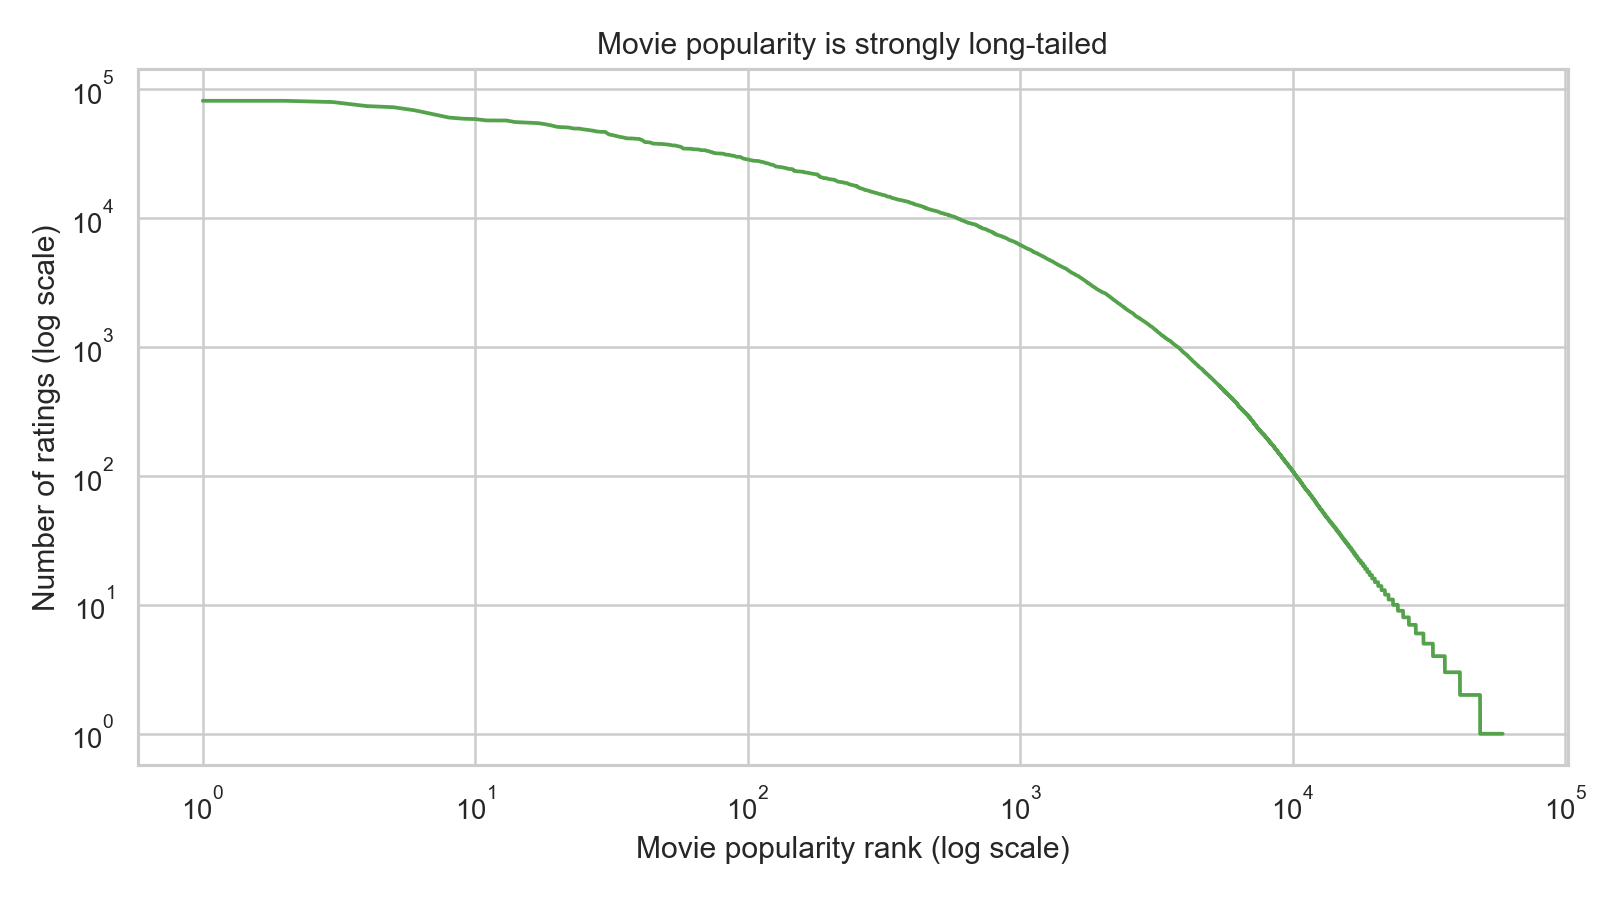 Movie popularity is strongly long-tailed
Number of ratings (log scale)
10^5
10^4
10^3
10^2
10^1
10^0
10^0 10^1 10^2 10^3 10^4 10^5
Movie popularity rank (log scale)